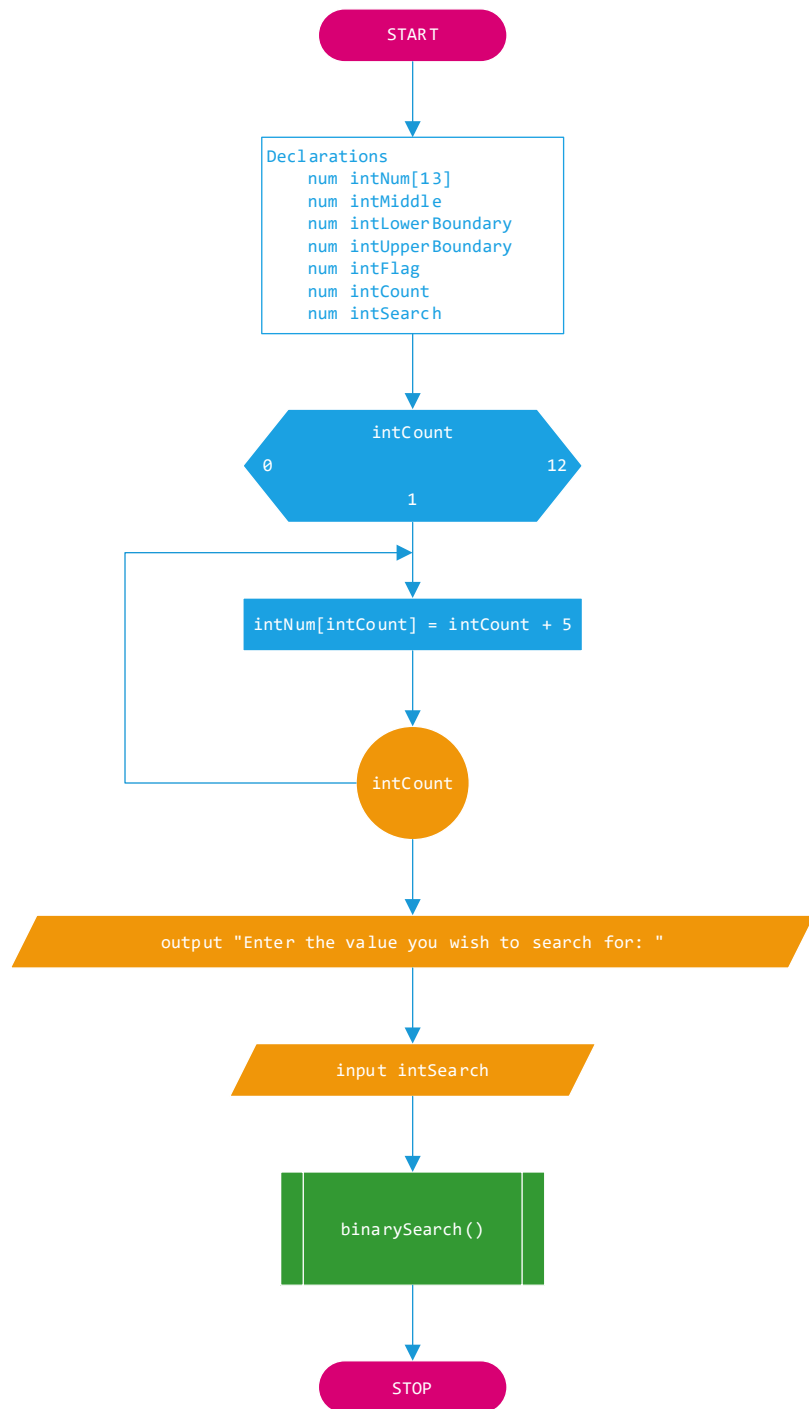 START
Declarations
num intNum[13]
num intMiddle
num intLowerBoundary
num intUpperBoundary
num intFlag
num intCount
num intSearch
intCount
0 12
1
intNum[intCount] = intCount + 5
intCount
output "Enter the value you wish to search for: "
input intSearch
binarySearch()
STOP